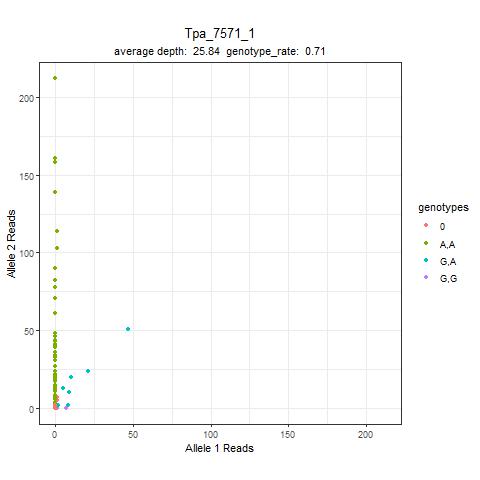 Tpa_7571_1
average depth: 25.84 genotype_rate: 0.71
200
150
100
50
0
Allele 2 Reads
0 50 100 150 200
Allele 1 Reads
genotypes
0
A,A
G,A
G,G